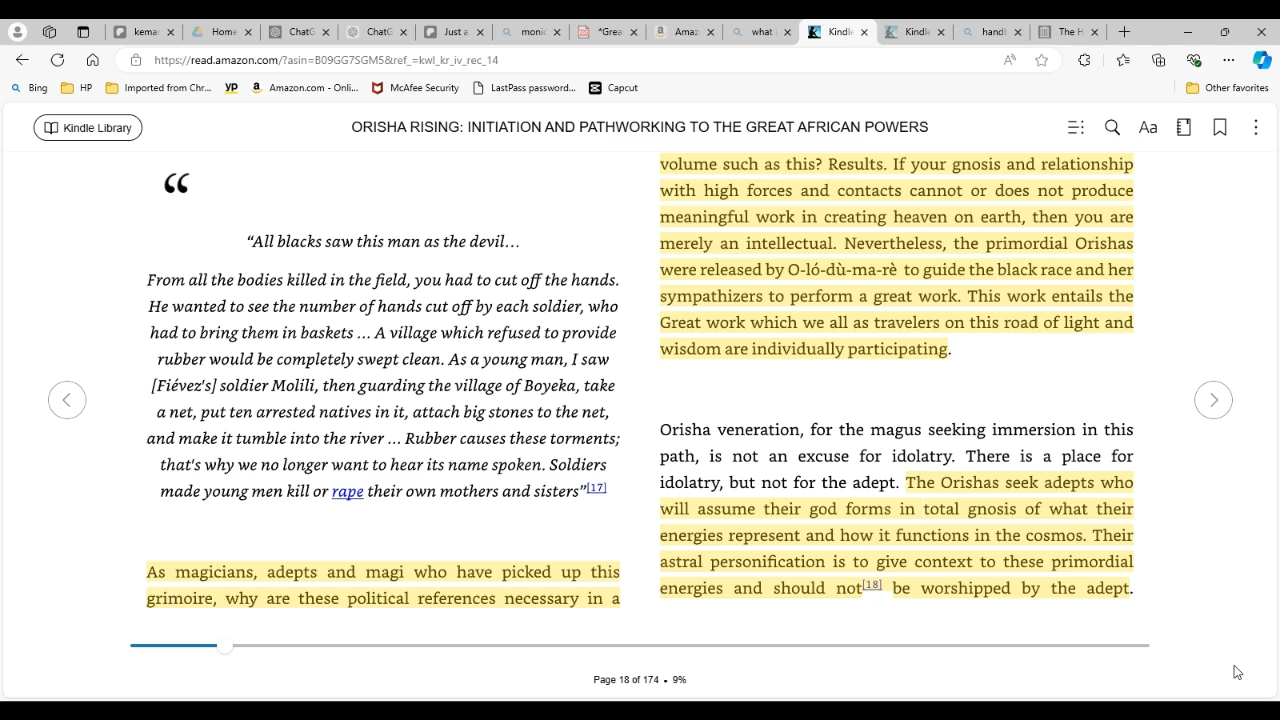 kema
Home
ChatG
ChatG
Just a
moni
*Grea
Amaz
what
Kindle
Kindle
handl
The H
https://read.amazon.com/?asin=B09GG7SGM5&ref_=kwl_kr_iv_rec_14
Bing
HP
Imported from Chr...
YP
Amazon.com - Onli...
McAfee Security
LastPass password...
Capcut
Other favorites
Kindle Library
ORISHA RISING: INITIATION AND PATHWORKING TO THE GREAT AFRICAN POWERS
Aa
“
“All blacks saw this man as the devil…
From all the bodies killed in the field, you had to cut off the hands.
He wanted to see the number of hands cut off by each soldier, who
had to bring them in baskets … A village which refused to provide
rubber would be completely swept clean. As a young man, I saw
[Fiévez's] soldier Molili, then guarding the village of Boyeka, take
a net, put ten arrested natives in it, attach big stones to the net,
and make it tumble into the river … Rubber causes these torments;
that's why we no longer want to hear its name spoken. Soldiers
made young men kill or rape their own mothers and sisters”[17]
As magicians, adepts and magi who have picked up this
grimoire, why are these political references necessary in a
volume such as this? Results. If your gnosis and relationship
with high forces and contacts cannot or does not produce
meaningful work in creating heaven on earth, then you are
merely an intellectual. Nevertheless, the primordial Orishas
were released by O-ló-dù-ma-rè to guide the black race and her
sympathizers to perform a great work. This work entails the
Great work which we all as travelers on this road of light and
wisdom are individually participating.
Orisha veneration, for the magus seeking immersion in this
path, is not an excuse for idolatry. There is a place for
idolatry, but not for the adept. The Orishas seek adepts who
will assume their god forms in total gnosis of what their
energies represent and how it functions in the cosmos. Their
astral personification is to give context to these primordial
energies and should not[18] be worshipped by the adept.
Page 18 of 174 • 9%